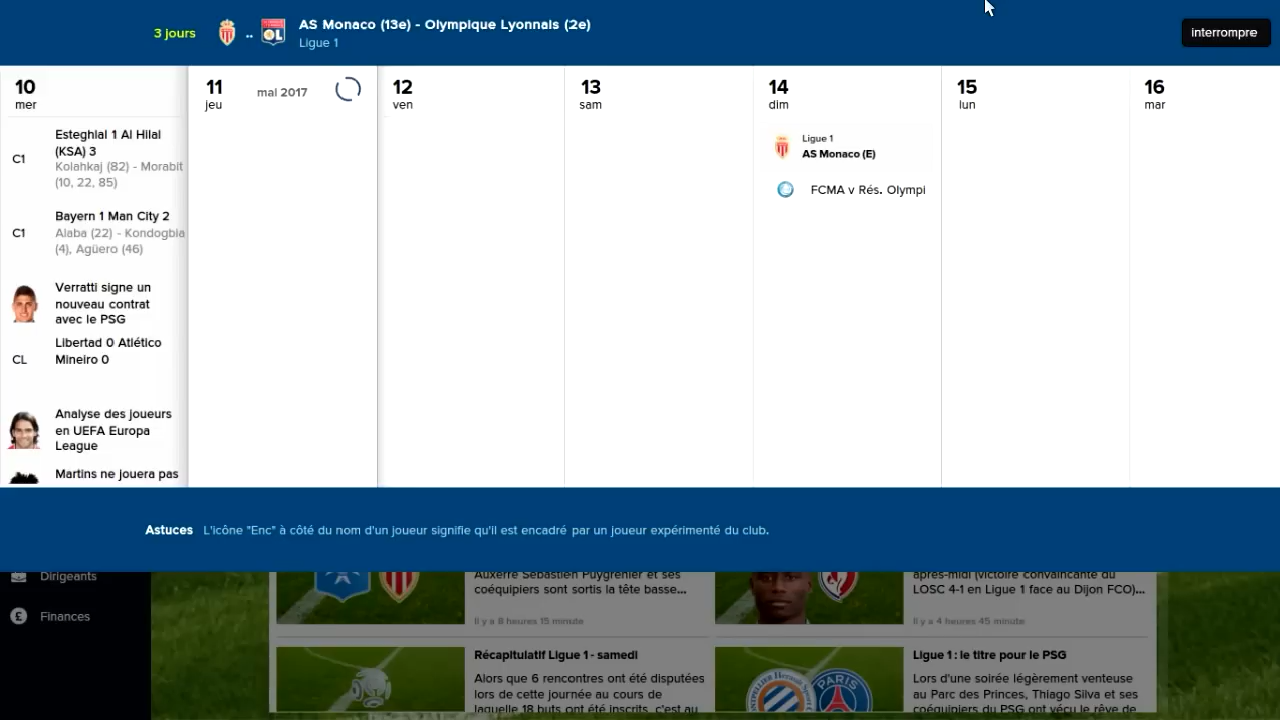 3 jours
..
AS Monaco (13e) - Olympique Lyonnais (2e)
Ligue 1
interrompre
10
mer
C1
Esteghlal 1 Al Hilal
(KSA) 3
Kolahkaj (82) - Morabit
(10, 22, 85)
C1
Bayern 1 Man City 2
Alaba (22) - Kondogbia
(4), Agüero (46)
Verratti signe un
nouveau contrat
avec le PSG
CL
Libertad 0 Atlético
Mineiro 0
Analyse des joueurs
en UEFA Europa
League
Martins ne jouera pas
11
jeu
mai 2017
12
ven
13
sam
14
dim
Ligue 1
AS Monaco (E)
FCMA v Rés. Olympi
15
lun
16
mar
Astuces L'icône "Enc" à côté du nom d'un joueur signifie qu'il est encadré par un joueur expérimenté du club.
Dirigeants
Finances
Auxerre Sébastien Puygrenier et ses
coéquipiers sont sortis la tête basse...
Il y a 8 heures 15 minute
après-midi (victoire convaincante du
LOSC 4-1 en Ligue 1 face au Dijon FCO)...
Il y a 4 heures 45 minute
Récapitulatif Ligue 1 - samedi
Alors que 6 rencontres ont été disputées
lors de cette journée au cours de
laquelle 18 buts ont été inscrits, c'est au
Ligue 1 : le titre pour le PSG
Lors d'une soirée légèrement venteuse
au Parc des Princes, Thiago Silva et ses
coéquipiers du PSG ont vécu le rêve de